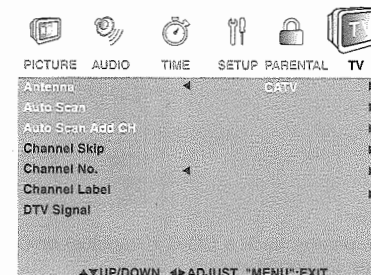 PICTURE AUDIO TIME SETUP PARENTAL TV
Antenna ◀ CATV
Auto Scan
Auto Scan Add CH
Channel Skip
Channel No. ◀
Channel Label
DTV Signal
▲▼UP/DOWN ◀▶ADJUST "MENU":EXIT